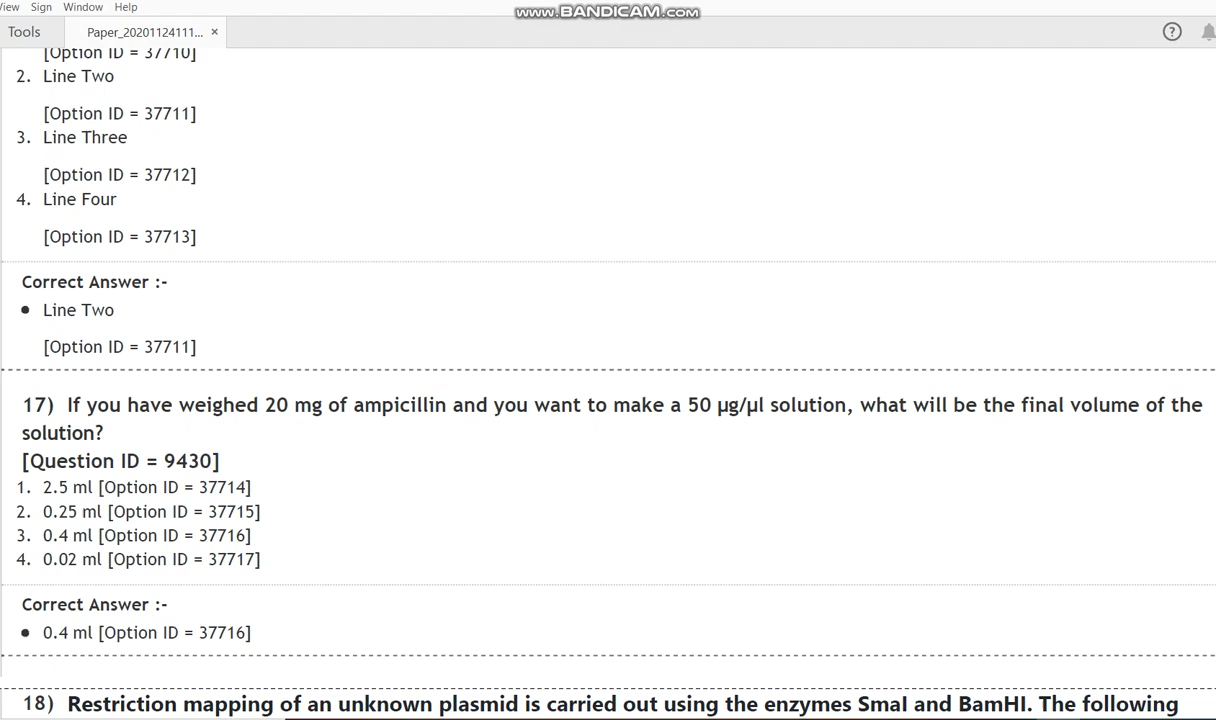 View Sign Window Help
www.BANDICAM.com
Tools Paper_20201124111... × ?
[Option ID = 37710]
2. Line Two
[Option ID = 37711]
3. Line Three
[Option ID = 37712]
4. Line Four
[Option ID = 37713]
Correct Answer :-
• Line Two
[Option ID = 37711]
17) If you have weighed 20 mg of ampicillin and you want to make a 50 µg/µl solution, what will be the final volume of the
solution?
[Question ID = 9430]
1. 2.5 ml [Option ID = 37714]
2. 0.25 ml [Option ID = 37715]
3. 0.4 ml [Option ID = 37716]
4. 0.02 ml [Option ID = 37717]
Correct Answer :-
• 0.4 ml [Option ID = 37716]
18) Restriction mapping of an unknown plasmid is carried out using the enzymes SmaI and BamHI. The following